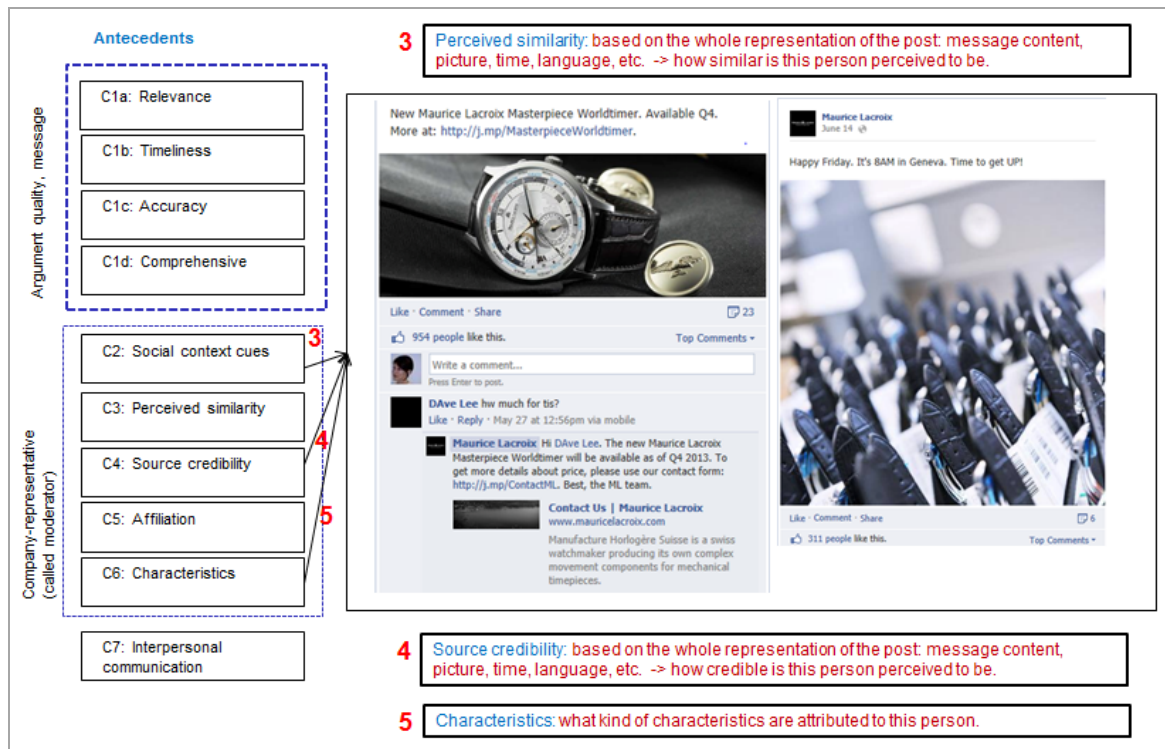 Antecedents
Argument quality, message
C1a: Relevance
C1b: Timeliness
C1c: Accuracy
C1d: Comprehensive
Company-representative
(called moderator)
C2: Social context cues
C3: Perceived similarity
C4: Source credibility
C5: Affiliation
C6: Characteristics
C7: Interpersonal
communication
3
4
5
3
Perceived similarity: based on the whole representation of the post: message content,
picture, time, language, etc. -> how similar is this person perceived to be.
New Maurice Lacroix Masterpiece Worldtimer. Available Q4.
More at: http://j.mp/MasterpieceWorldtimer.
Like · Comment · Share
23
954 people like this.
Top Comments
Write a comment...
Press Enter to post.
DAve Lee hw much for tis?
Like · Reply · May 27 at 12:56pm via mobile
Maurice Lacroix Hi DAve Lee. The new Maurice Lacroix
Masterpiece Worldtimer will be available as of Q4 2013. To
get more details about price, please use our contact form:
http://j.mp/ContactML. Best, the ML team.
Contact Us | Maurice Lacroix
www.mauricelacroix.com
Manufacture Horlogère Suisse is a swiss
watchmaker producing its own complex
movement components for mechanical
timepieces.
Maurice Lacroix
June 14
Happy Friday. It's 8AM in Geneva. Time to get UP!
Like · Comment · Share
6
311 people like this.
Top Comments
4
Source credibility: based on the whole representation of the post: message content,
picture, time, language, etc. -> how credible is this person perceived to be.
5
Characteristics: what kind of characteristics are attributed to this person.